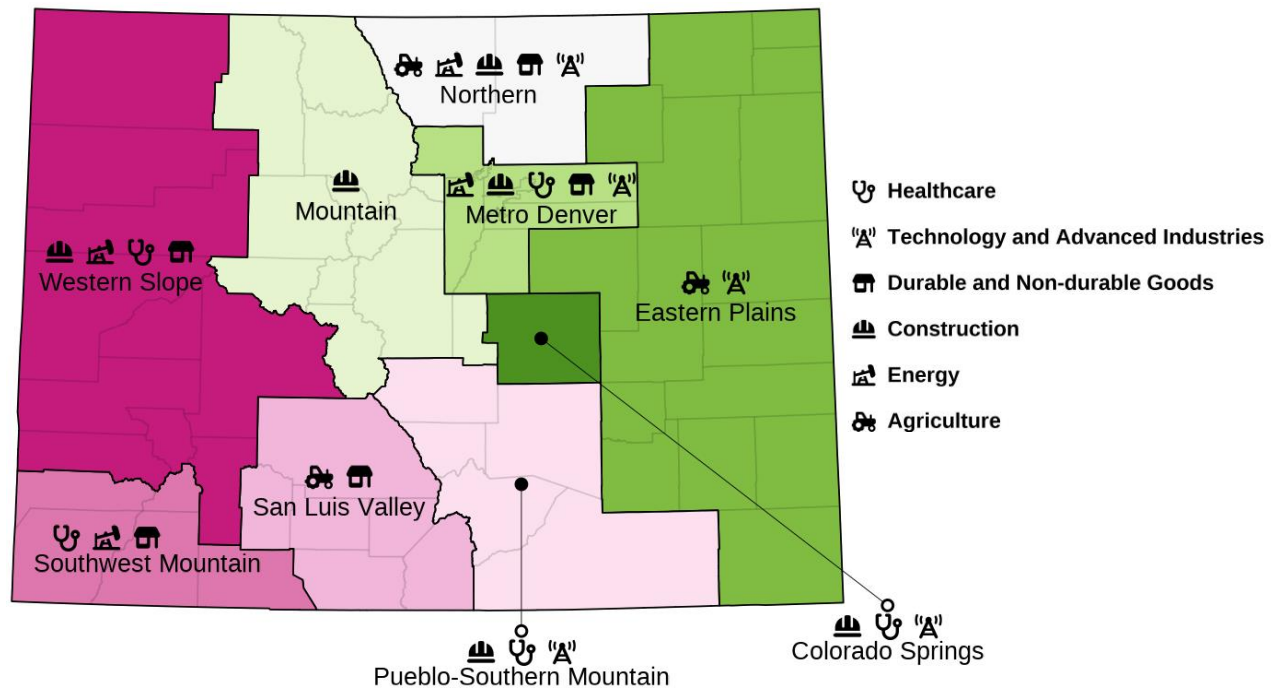 Northern
Mountain
Metro Denver
Western Slope
Eastern Plains
San Luis Valley
Southwest Mountain
Pueblo-Southern Mountain
Colorado Springs
Healthcare
Technology and Advanced Industries
Durable and Non-durable Goods
Construction
Energy
Agriculture